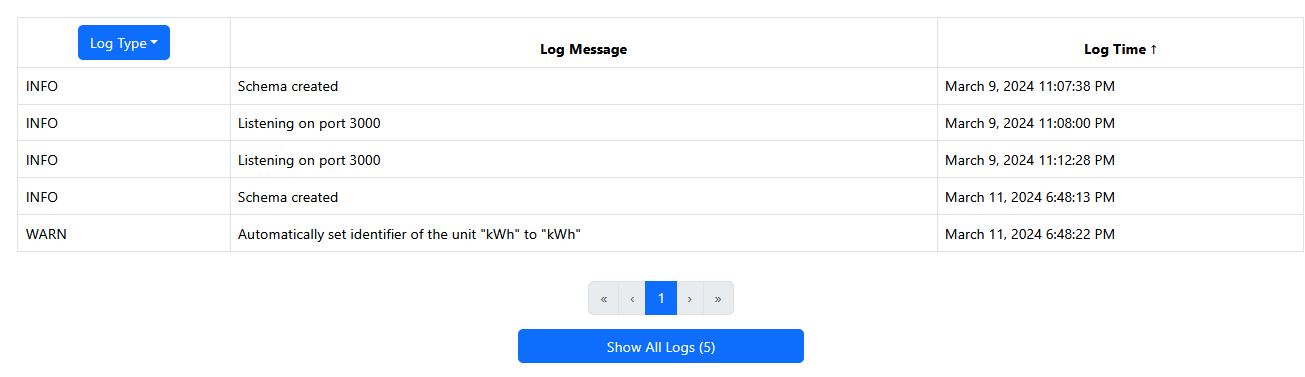 Log Type Log Message Log Time ↑
INFO Schema created March 9, 2024 11:07:38 PM
INFO Listening on port 3000 March 9, 2024 11:08:00 PM
INFO Listening on port 3000 March 9, 2024 11:12:28 PM
INFO Schema created March 11, 2024 6:48:13 PM
WARN Automatically set identifier of the unit "kWh" to "kWh" March 11, 2024 6:48:22 PM
« ‹ 1 › »
Show All Logs (5)